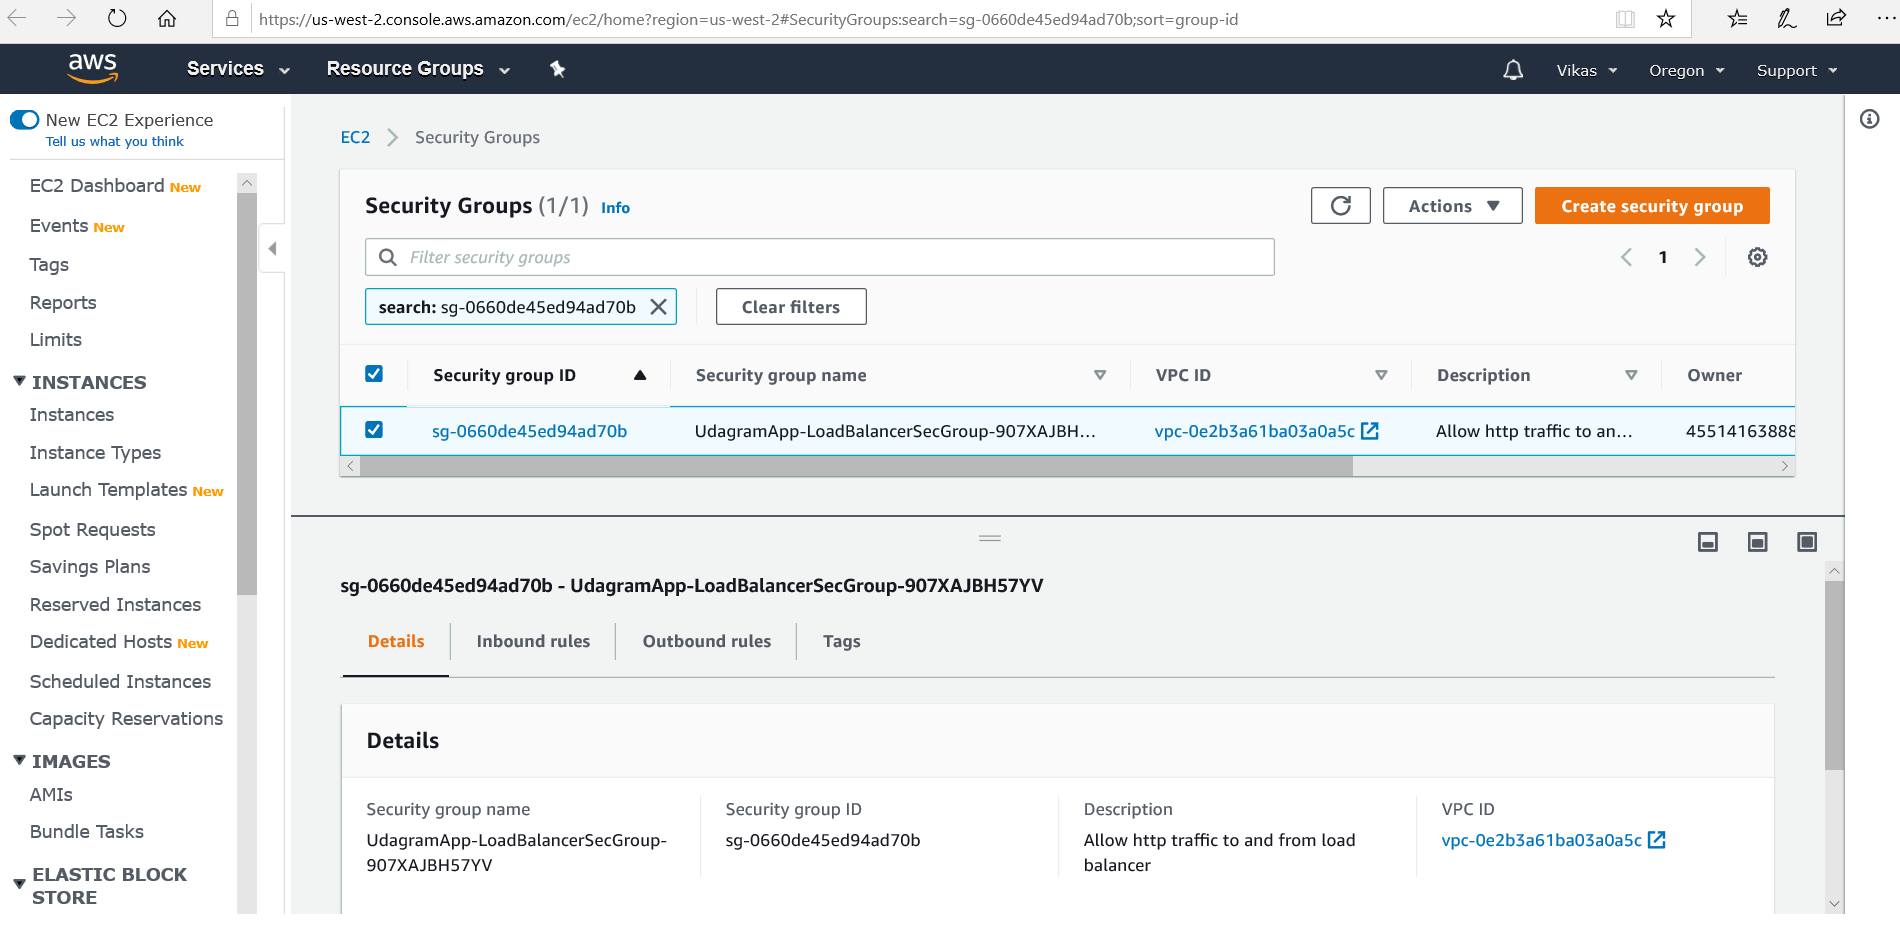 https://us-west-2.console.aws.amazon.com/ec2/home?region=us-west-2#SecurityGroups:search=sg-0660de45ed94ad70b;sort=group-id
aws Services Resource Groups Vikas Oregon Support
New EC2 Experience
Tell us what you think
EC2 Dashboard New
Events New
Tags
Reports
Limits
INSTANCES
Instances
Instance Types
Launch Templates New
Spot Requests
Savings Plans
Reserved Instances
Dedicated Hosts New
Scheduled Instances
Capacity Reservations
IMAGES
AMIs
Bundle Tasks
ELASTIC BLOCK
STORE
EC2 Security Groups
Security Groups (1/1) Info Actions Create security group
Filter security groups 1
search: sg-0660de45ed94ad70b Clear filters
Security group ID Security group name VPC ID Description Owner
sg-0660de45ed94ad70b UdagramApp-LoadBalancerSecGroup-907XAJBH... vpc-0e2b3a61ba03a0a5c Allow http traffic to an... 45514163888
sg-0660de45ed94ad70b - UdagramApp-LoadBalancerSecGroup-907XAJBH57YV
Details Inbound rules Outbound rules Tags
Details
Security group name Security group ID Description VPC ID
UdagramApp-LoadBalancerSecGroup- sg-0660de45ed94ad70b Allow http traffic to and from load vpc-0e2b3a61ba03a0a5c
907XAJBH57YV balancer